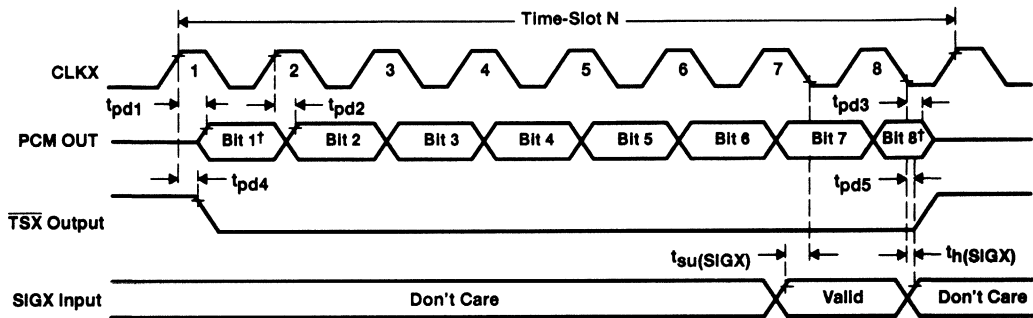 Time-Slot N
CLKX 1 2 3 4 5 6 7 8
tpd1 tpd2 tpd3
PCM OUT Bit 1† Bit 2 Bit 3 Bit 4 Bit 5 Bit 6 Bit 7 Bit 8†
tpd4 tpd5
TSX Output
tsu(SIGX) th(SIGX)
SIGX Input Don't Care Valid Don't Care